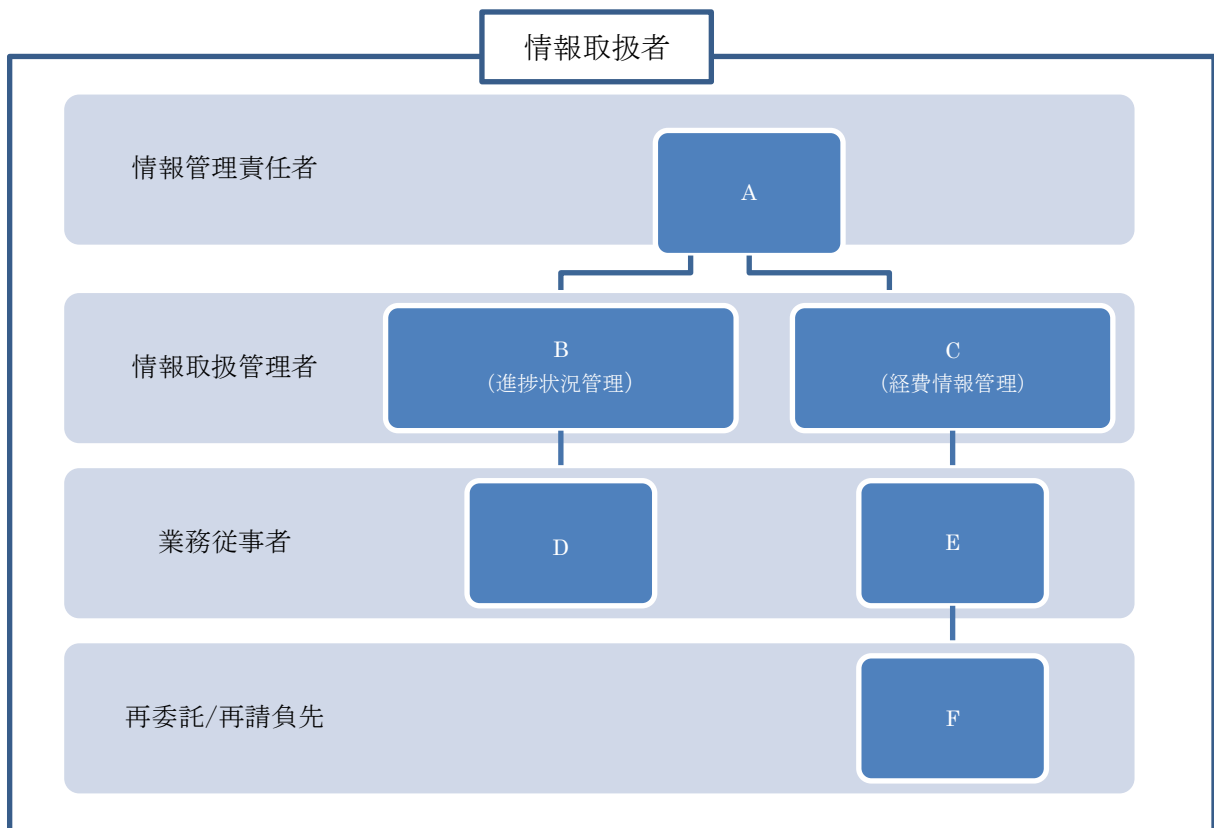 情報取扱者
情報管理責任者
A
情報取扱管理者
B
(進捗状況管理)
C
(経費情報管理)
業務従事者
D
E
再委託/再請負先
F